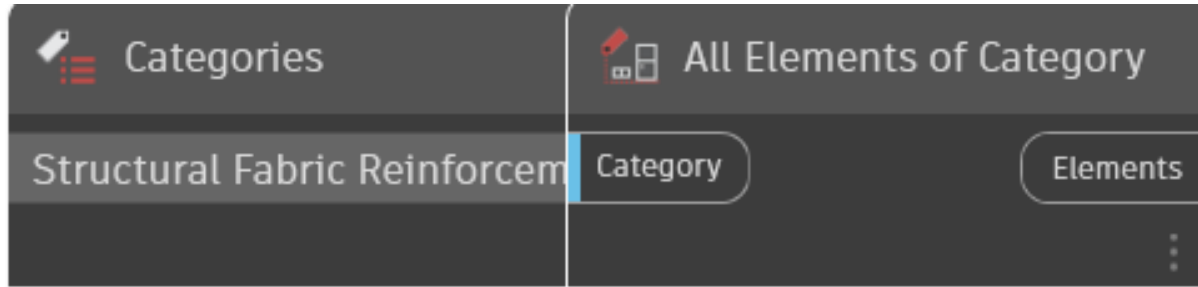 Categories
All Elements of Category
Structural Fabric Reinforcem
Category
Elements